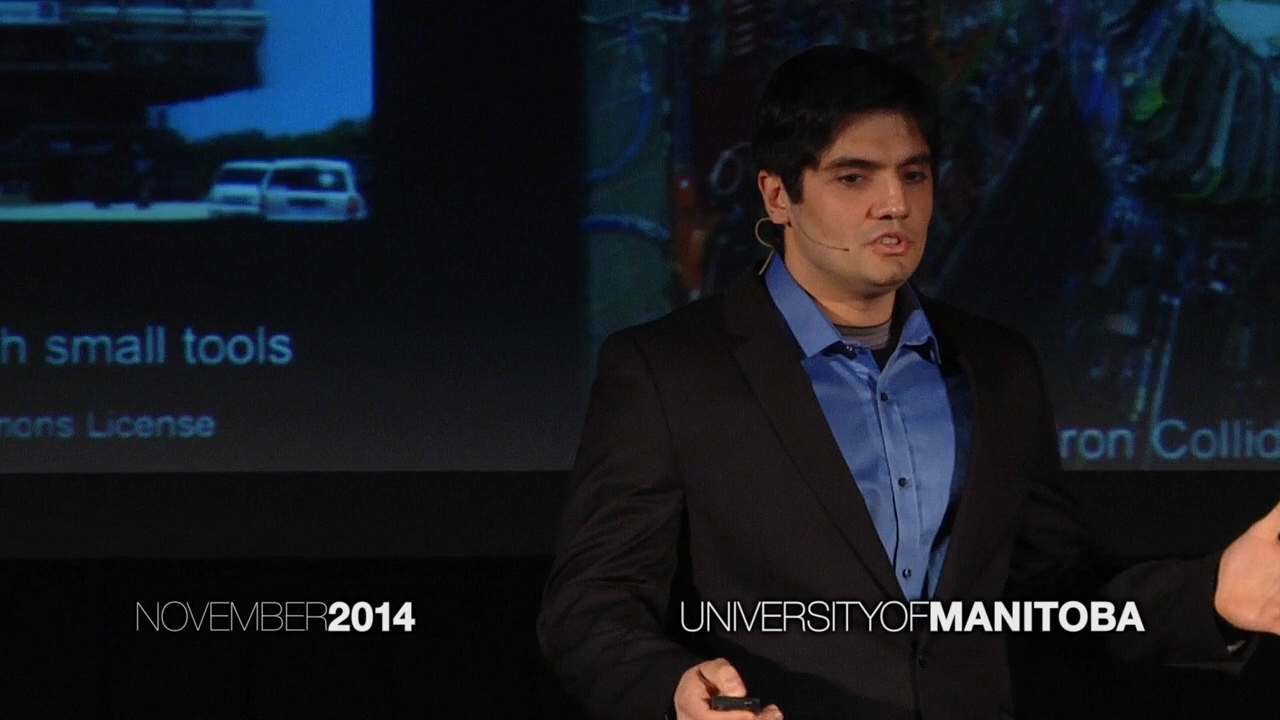 h small tools
mons License
ron Collid
NOVEMBER2014
UNIVERSITYOFMANITOBA